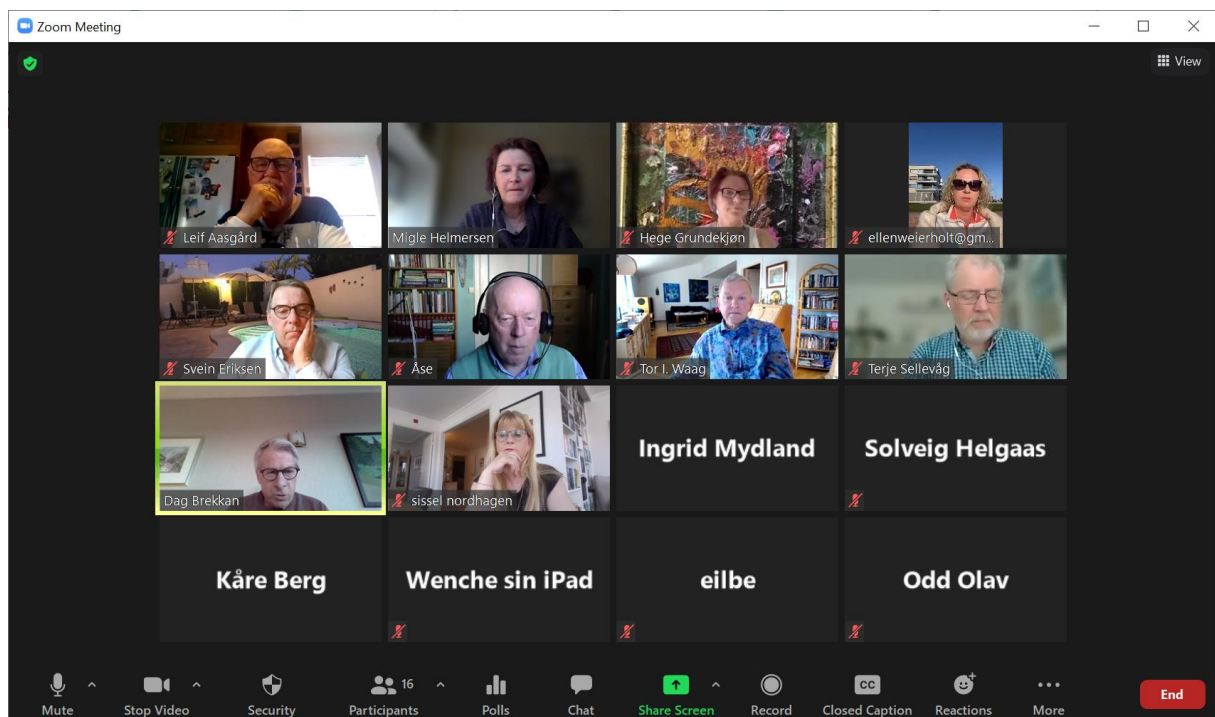 Zoom Meeting
View
Leif Aasgård
Migle Helmersen
Hege Grundekjøn
ellenweierholt@gm...
Svein Eriksen
Åse
Tor I. Waag
Terje Sellevåg
Dag Brekkan
sissel nordhagen
Ingrid Mydland
Solveig Helgaas
Kåre Berg
Wenche sin iPad
eilbe
Odd Olav
16
CC
Mute
Stop Video
Security
Participants
Polls
Chat
Share Screen
Record
Closed Caption
Reactions
More
End